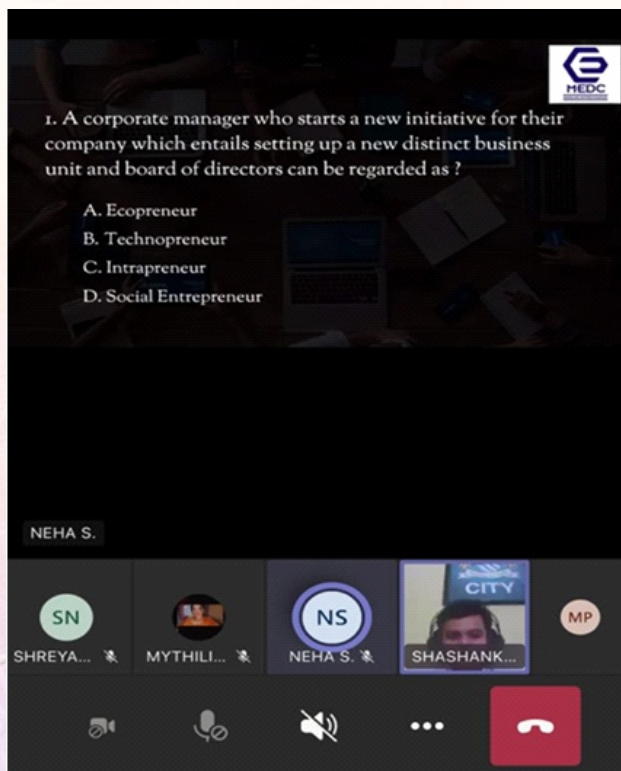 MEDC
1. A corporate manager who starts a new initiative for their
company which entails setting up a new distinct business
unit and board of directors can be regarded as ?
A. Ecopreneur
B. Technopreneur
C. Intrapreneur
D. Social Entrepreneur
NEHA S.
CITY
SN
NS
MP
SHREYA...
MYTHILI...
NEHA S.
SHASHANK...